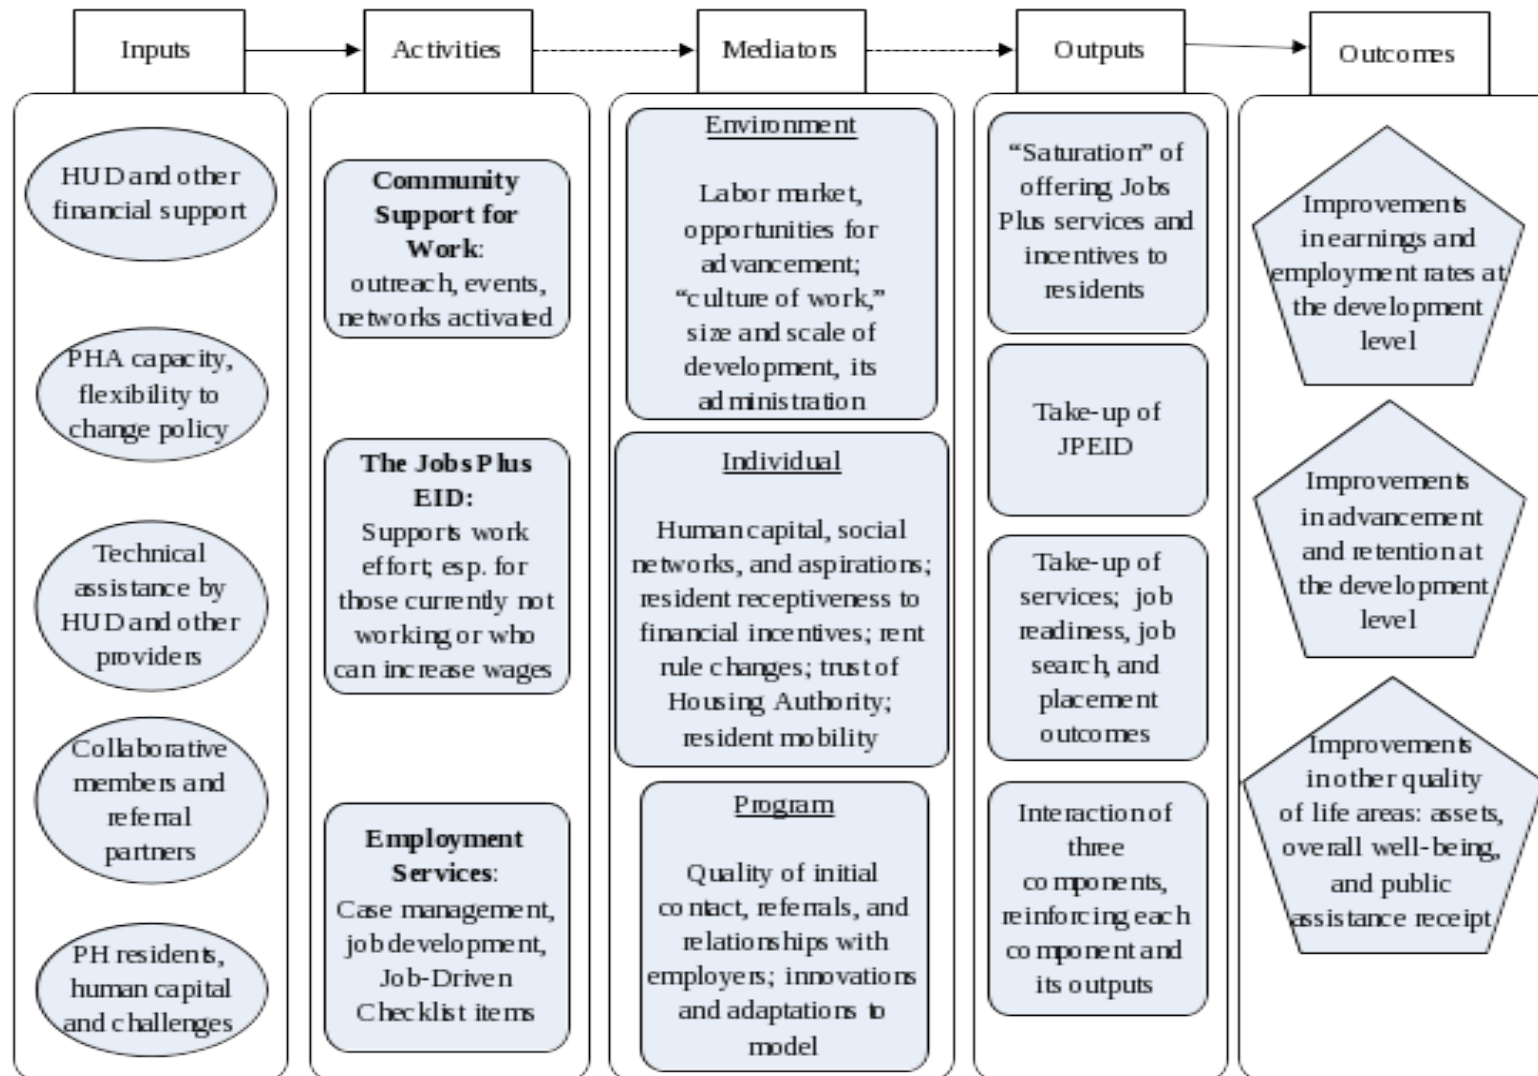 Inputs
Activities
Mediators
Outputs
Outcomes
HUD and other
financial support
PHA capacity,
flexibility to
change policy
Technical
assistance by
HUD and other
providers
Collaborative
members and
referral
partners
PH residents,
human capital
and challenges
Community
Support for
Work:
outreach, events,
networks activated
The Jobs Plus
EID:
Supports work
effort; esp. for
those currently not
working or who
can increase wages
Employment
Services:
Case management,
job development,
Job-Driven
Checklist items
Environment
Labor market,
opportunities for
advancement;
“culture of work,”
size and scale of
development, its
administration
Individual
Human capital, social
networks, and aspirations;
resident receptiveness to
financial incentives; rent
rule changes; trust of
Housing Authority;
resident mobility
Program
Quality of initial
contact, referrals, and
relationships with
employers; innovations
and adaptations to
model
“Saturation” of
offering Jobs
Plus services and
incentives to
residents
Take-up of
JPEID
Take-up of
services; job
readiness, job
search, and
placement
outcomes
Interaction of
three
components,
reinforcing each
component and
its outputs
Improvements
in earnings and
employment rates at
the development
level
Improvements
in advancement
and retention at
the development
level
Improvements
in other quality
of life areas: assets,
overall well-being,
and public
assistance receipt